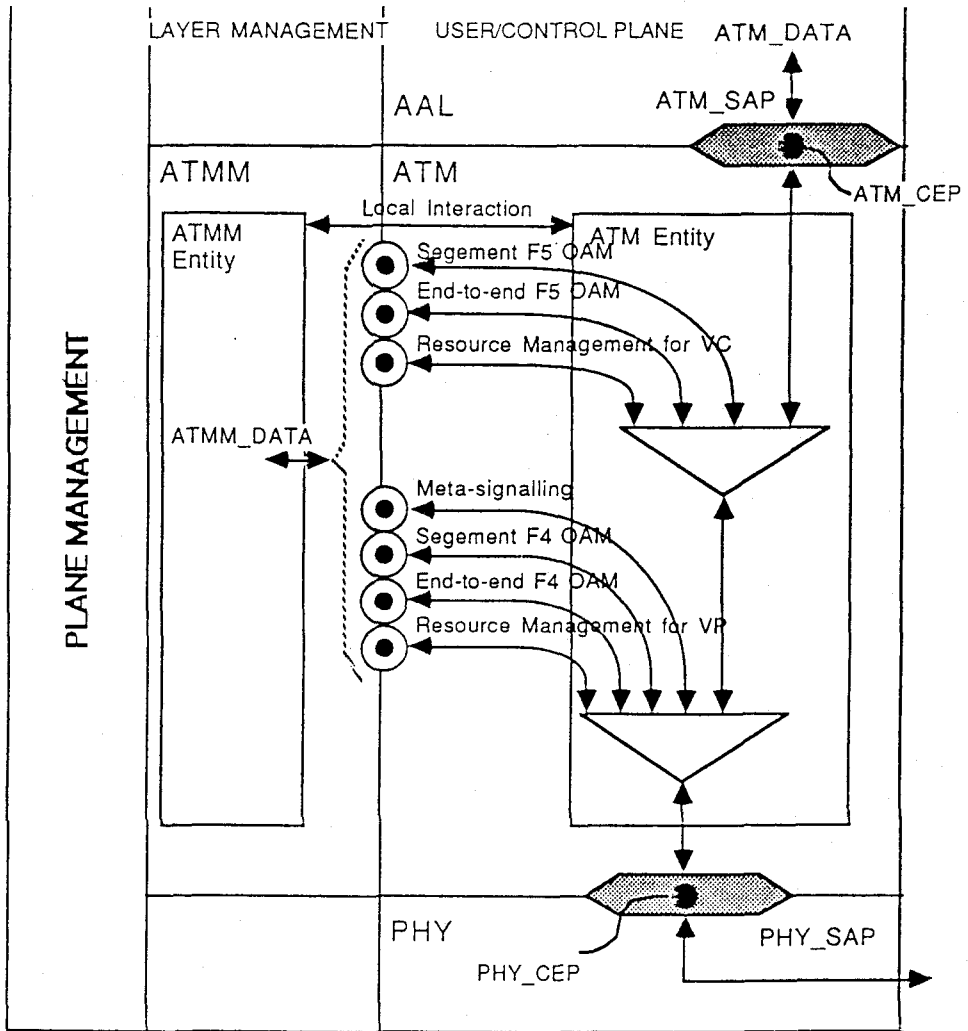 LAYER MANAGEMENT
USER/CONTROL PLANE
ATM_DATA
AAL
ATM_SAP
ATMM
ATM
ATM_CEP
Local Interaction
ATMM
Entity
ATM Entity
Segement F5 OAM
End-to-end F5 OAM
Resource Management for VC
PLANE MANAGEMENT
ATMM_DATA
Meta-signalling
Segement F4 OAM
End-to-end F4 OAM
Resource Management for VP
PHY
PHY_SAP
PHY_CEP